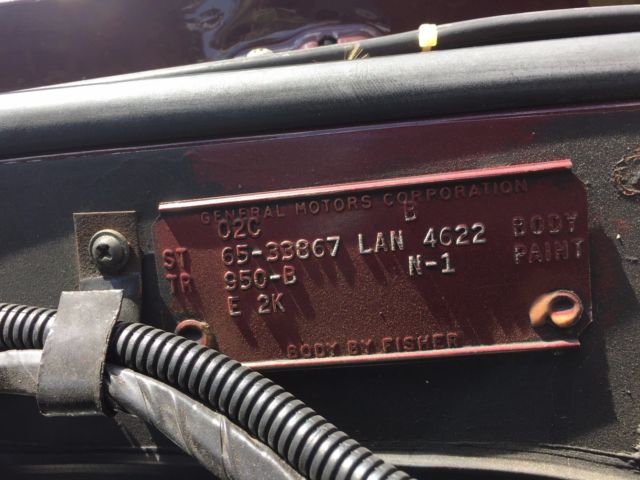 GENERAL MOTORS CORPORATION
02C B
ST 65-33867 LAN 4622 BODY
TR 950-B N-1 PAINT
E 2K
BODY BY FISHER